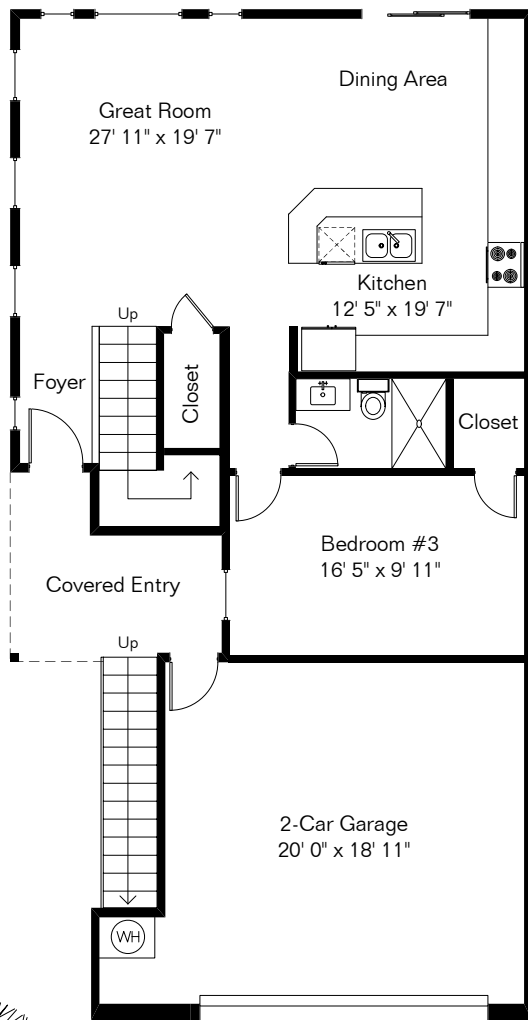 Dining Area
Great Room
27' 11" x 19' 7"
Kitchen
12' 5" x 19' 7"
Up
Foyer
Closet
Closet
Bedroom #3
16' 5" x 9' 11"
Covered Entry
Up
2-Car Garage
20' 0" x 18' 11"
WH